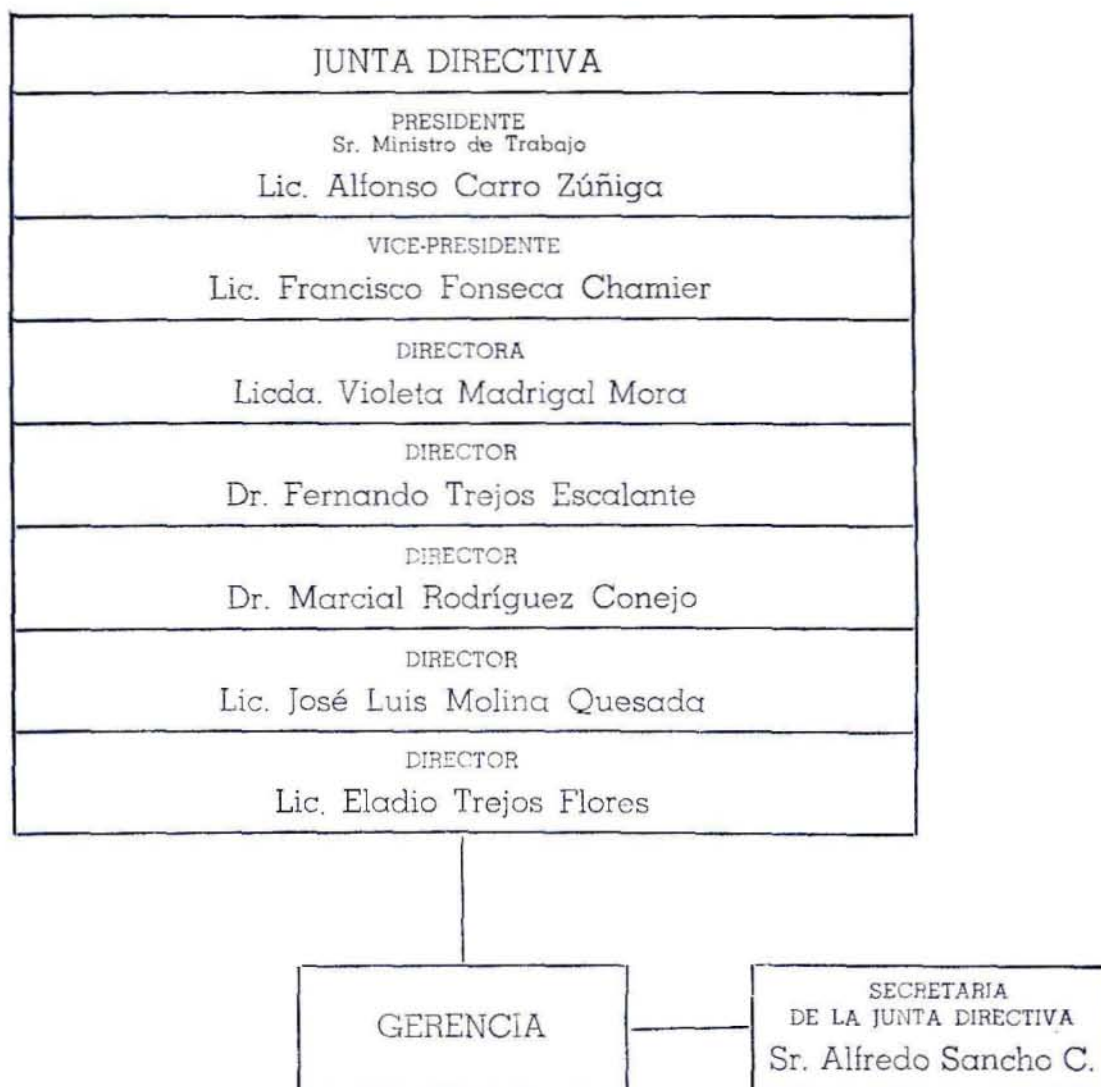 JUNTA DIRECTIVA
PRESIDENTE
Sr. Ministro de Trabajo
Lic. Alfonso Carro Zúñiga
VICE-PRESIDENTE
Lic. Francisco Fonseca Chamier
DIRECTORA
Licda. Violeta Madrigal Mora
DIRECTOR
Dr. Fernando Trejos Escalante
DIRECTOR
Dr. Marcial Rodríguez Conejo
DIRECTOR
Lic. José Luis Molina Quesada
DIRECTOR
Lic. Eladio Trejos Flores
GERENCIA
SECRETARIA
DE LA JUNTA DIRECTIVA
Sr. Alfredo Sancho C.